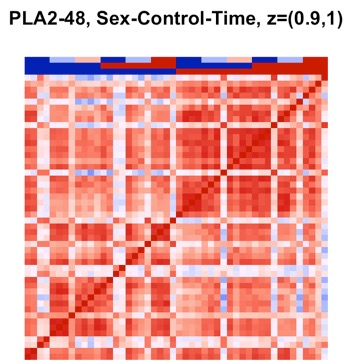 PLA2-48, Sex-Control-Time, z=(0.9,1)